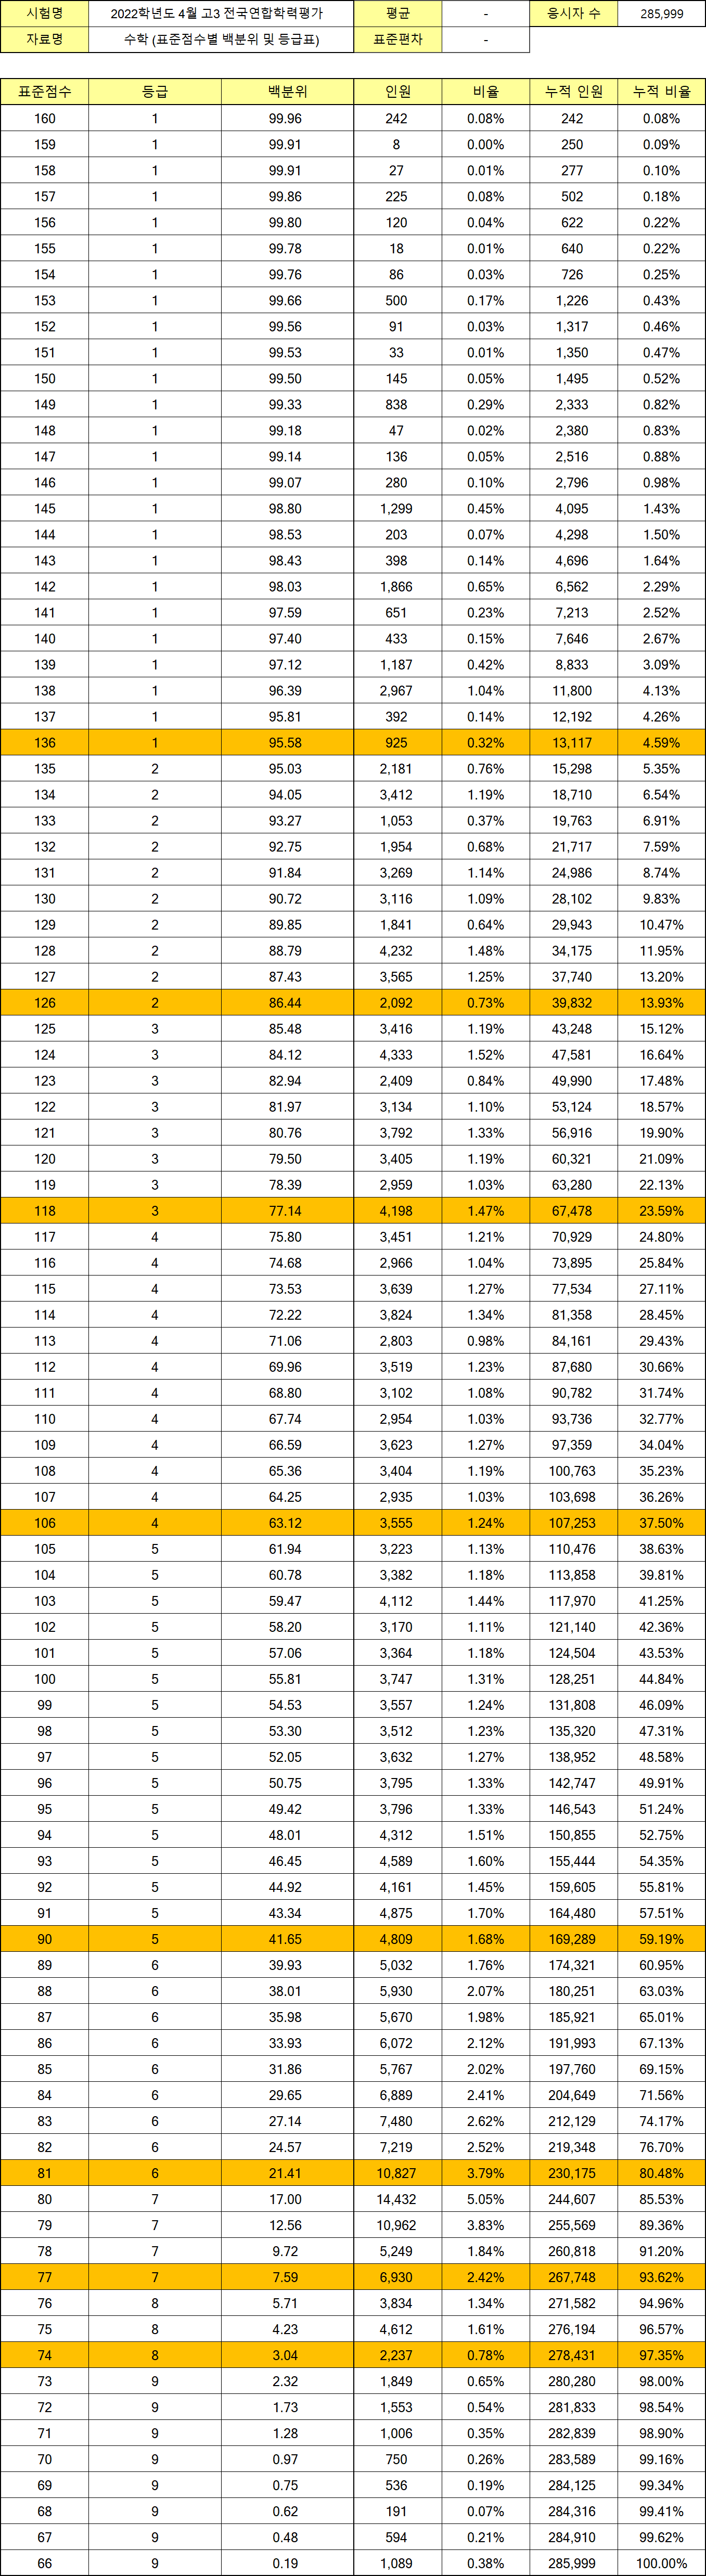 시험명 2022학년도 4월 고3 전국연합학력평가 평균 - 응시자 수 285,999
자료명 수학 (표준점수별 백분위 및 등급표) 표준편차 -
표준점수 등급 백분위 인원 비율 누적 인원 누적 비율
160 1 99.96 242 0.08% 242 0.08%
159 1 99.91 8 0.00% 250 0.09%
158 1 99.91 27 0.01% 277 0.10%
157 1 99.86 225 0.08% 502 0.18%
156 1 99.80 120 0.04% 622 0.22%
155 1 99.78 18 0.01% 640 0.22%
154 1 99.76 86 0.03% 726 0.25%
153 1 99.66 500 0.17% 1,226 0.43%
152 1 99.56 91 0.03% 1,317 0.46%
151 1 99.53 33 0.01% 1,350 0.47%
150 1 99.50 145 0.05% 1,495 0.52%
149 1 99.33 838 0.29% 2,333 0.82%
148 1 99.18 47 0.02% 2,380 0.83%
147 1 99.14 136 0.05% 2,516 0.88%
146 1 99.07 280 0.10% 2,796 0.98%
145 1 98.80 1,299 0.45% 4,095 1.43%
144 1 98.53 203 0.07% 4,298 1.50%
143 1 98.43 398 0.14% 4,696 1.64%
142 1 98.03 1,866 0.65% 6,562 2.29%
141 1 97.59 651 0.23% 7,213 2.52%
140 1 97.40 433 0.15% 7,646 2.67%
139 1 97.12 1,187 0.42% 8,833 3.09%
138 1 96.39 2,967 1.04% 11,800 4.13%
137 1 95.81 392 0.14% 12,192 4.26%
136 1 95.58 925 0.32% 13,117 4.59%
135 2 95.03 2,181 0.76% 15,298 5.35%
134 2 94.05 3,412 1.19% 18,710 6.54%
133 2 93.27 1,053 0.37% 19,763 6.91%
132 2 92.75 1,954 0.68% 21,717 7.59%
131 2 91.84 3,269 1.14% 24,986 8.74%
130 2 90.72 3,116 1.09% 28,102 9.83%
129 2 89.85 1,841 0.64% 29,943 10.47%
128 2 88.79 4,232 1.48% 34,175 11.95%
127 2 87.43 3,565 1.25% 37,740 13.20%
126 2 86.44 2,092 0.73% 39,832 13.93%
125 3 85.48 3,416 1.19% 43,248 15.12%
124 3 84.12 4,333 1.52% 47,581 16.64%
123 3 82.94 2,409 0.84% 49,990 17.48%
122 3 81.97 3,134 1.10% 53,124 18.57%
121 3 80.76 3,792 1.33% 56,916 19.90%
120 3 79.50 3,405 1.19% 60,321 21.09%
119 3 78.39 2,959 1.03% 63,280 22.13%
118 3 77.14 4,198 1.47% 67,478 23.59%
117 4 75.80 3,451 1.21% 70,929 24.80%
116 4 74.68 2,966 1.04% 73,895 25.84%
115 4 73.53 3,639 1.27% 77,534 27.11%
114 4 72.22 3,824 1.34% 81,358 28.45%
113 4 71.06 2,803 0.98% 84,161 29.43%
112 4 69.96 3,519 1.23% 87,680 30.66%
111 4 68.80 3,102 1.08% 90,782 31.74%
110 4 67.74 2,954 1.03% 93,736 32.77%
109 4 66.59 3,623 1.27% 97,359 34.04%
108 4 65.36 3,404 1.19% 100,763 35.23%
107 4 64.25 2,935 1.03% 103,698 36.26%
106 4 63.12 3,555 1.24% 107,253 37.50%
105 5 61.94 3,223 1.13% 110,476 38.63%
104 5 60.78 3,382 1.18% 113,858 39.81%
103 5 59.47 4,112 1.44% 117,970 41.25%
102 5 58.20 3,170 1.11% 121,140 42.36%
101 5 57.06 3,364 1.18% 124,504 43.53%
100 5 55.81 3,747 1.31% 128,251 44.84%
99 5 54.53 3,557 1.24% 131,808 46.09%
98 5 53.30 3,512 1.23% 135,320 47.31%
97 5 52.05 3,632 1.27% 138,952 48.58%
96 5 50.75 3,795 1.33% 142,747 49.91%
95 5 49.42 3,796 1.33% 146,543 51.24%
94 5 48.01 4,312 1.51% 150,855 52.75%
93 5 46.45 4,589 1.60% 155,444 54.35%
92 5 44.92 4,161 1.45% 159,605 55.81%
91 5 43.34 4,875 1.70% 164,480 57.51%
90 5 41.65 4,809 1.68% 169,289 59.19%
89 6 39.93 5,032 1.76% 174,321 60.95%
88 6 38.01 5,930 2.07% 180,251 63.03%
87 6 35.98 5,670 1.98% 185,921 65.01%
86 6 33.93 6,072 2.12% 191,993 67.13%
85 6 31.86 5,767 2.02% 197,760 69.15%
84 6 29.65 6,889 2.41% 204,649 71.56%
83 6 27.14 7,480 2.62% 212,129 74.17%
82 6 24.57 7,219 2.52% 219,348 76.70%
81 6 21.41 10,827 3.79% 230,175 80.48%
80 7 17.00 14,432 5.05% 244,607 85.53%
79 7 12.56 10,962 3.83% 255,569 89.36%
78 7 9.72 5,249 1.84% 260,818 91.20%
77 7 7.59 6,930 2.42% 267,748 93.62%
76 8 5.71 3,834 1.34% 271,582 94.96%
75 8 4.23 4,612 1.61% 276,194 96.57%
74 8 3.04 2,237 0.78% 278,431 97.35%
73 9 2.32 1,849 0.65% 280,280 98.00%
72 9 1.73 1,553 0.54% 281,833 98.54%
71 9 1.28 1,006 0.35% 282,839 98.90%
70 9 0.97 750 0.26% 283,589 99.16%
69 9 0.75 536 0.19% 284,125 99.34%
68 9 0.62 191 0.07% 284,316 99.41%
67 9 0.48 594 0.21% 284,910 99.62%
66 9 0.19 1,089 0.38% 285,999 100.00%